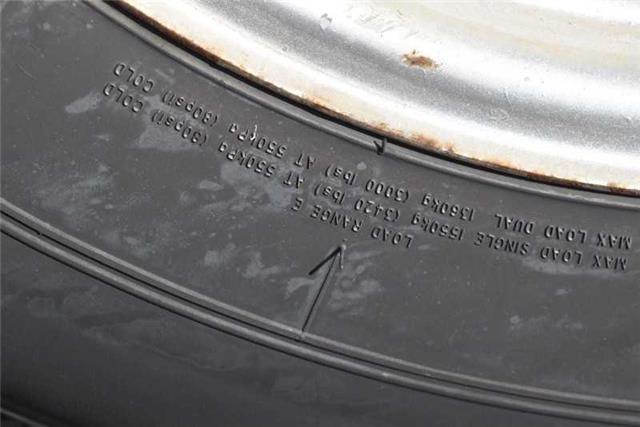 LOAD RANGE E
MAX LOAD SINGLE 1550kg (3420 lbs) AT 550kPa (80psi) COLD
MAX LOAD DUAL 1360kg (3000 lbs) AT 550kPa (80psi) COLD